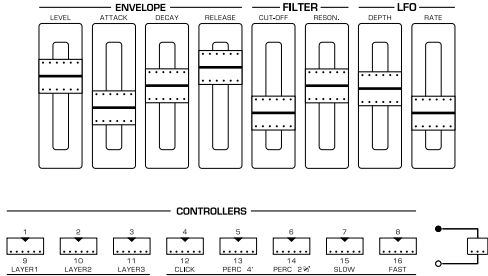 ENVELOPE FILTER LFO
LEVEL ATTACK DECAY RELEASE CUT-OFF RESON. DEPTH RATE
CONTROLLERS
1 2 3 4 5 6 7 8
9 10 11 12 13 14 15 16
LAYER1 LAYER2 LAYER3 CLICK PERC 4' PERC 2⅔' SLOW FAST